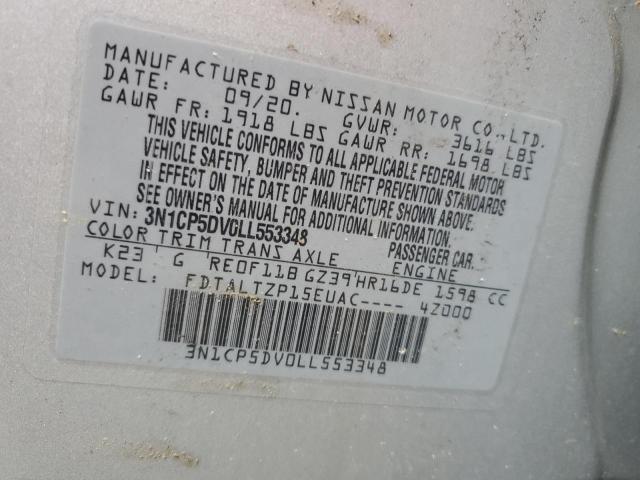 MANUFACTURED BY NISSAN MOTOR CO.,LTD.
DATE: 09/20. GVWR: 3616 LBS
GAWR FR: 1918 LBS GAWR RR: 1698 LBS
THIS VEHICLE CONFORMS TO ALL APPLICABLE FEDERAL MOTOR
VEHICLE SAFETY, BUMPER AND THEFT PREVENTION STANDARDS
IN EFFECT ON THE DATE OF MANUFACTURE SHOWN ABOVE.
SEE OWNER'S MANUAL FOR ADDITIONAL INFORMATION.
VIN: 3N1CP5DV0LL553348 PASSENGER CAR.
COLOR TRIM TRANS AXLE ENGINE
K23 G RE0F11B GZ39 HR16DE 1598 CC
MODEL: FDTALTZP15EUAC---- 4Z000
3N1CP5DV0LL553348